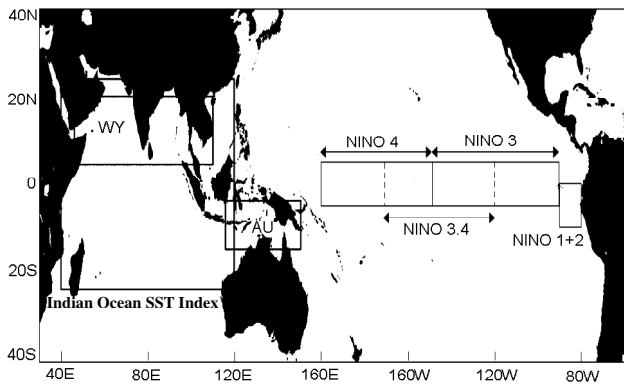 40N
20N
WY
NINO 4
NINO 3
0
NINO 3.4
AU
NINO 1+2
20S
Indian Ocean SST Index
40S
40E
80E
120E
160E
160W
120W
80W